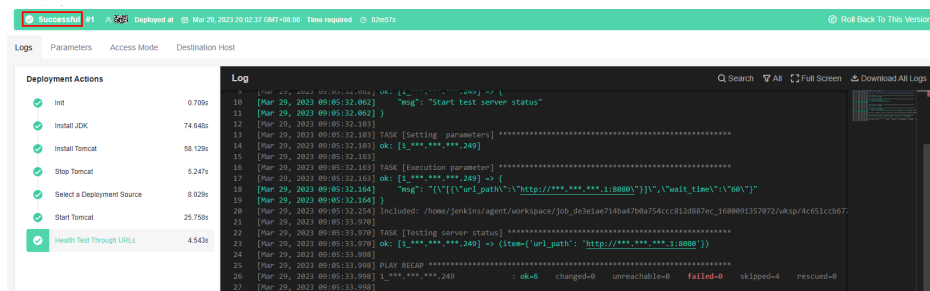 Successful #1 Deployed at Mar 29, 2023 20:02:37 GMT+08:00 Time required 02m57s Roll Back To This Version
Logs Parameters Access Mode Destination Host
Deployment Actions
Init 0.709s
Install JDK 74.648s
Install Tomcat 58.129s
Stop Tomcat 5.247s
Select a Deployment Source 8.029s
Start Tomcat 25.758s
Health Test Through URLs 4.543s
Log Search All Full Screen Download All Logs
9 [Mar 29, 2023 09:05:32.062] ok: [1_***.***.***.249] => {
10 [Mar 29, 2023 09:05:32.062] "msg": "Start test server status"
11 [Mar 29, 2023 09:05:32.062] }
12 [Mar 29, 2023 09:05:32.103]
13 [Mar 29, 2023 09:05:32.103] TASK [Setting parameters] ******************************************************
14 [Mar 29, 2023 09:05:32.103] ok: [1_***.***.***.249]
15 [Mar 29, 2023 09:05:32.163]
16 [Mar 29, 2023 09:05:32.163] TASK [Execution parameter] *****************************************************
17 [Mar 29, 2023 09:05:32.163] ok: [1_***.***.***.249] => {
18 [Mar 29, 2023 09:05:32.164] "msg": "{\"[{\"url_path\":\"http://***.***.***.1:8080\"}]\",\"wait_time\":\"60\"}"
19 [Mar 29, 2023 09:05:32.164] }
20 [Mar 29, 2023 09:05:32.254] included: /home/jenkins/agent/workspace/job_de3e1ae714ba47b0a754ccc812d887ec_1680091357072/wksp/4c651ccb677
21 [Mar 29, 2023 09:05:33.970]
22 [Mar 29, 2023 09:05:33.970] TASK [Testing server status] ***************************************************
23 [Mar 29, 2023 09:05:33.970] ok: [1_***.***.***.249] => (item={'url_path': 'http://***.***.***.1:8080'})
24 [Mar 29, 2023 09:05:33.998]
25 [Mar 29, 2023 09:05:33.998] PLAY RECAP *********************************************************************
26 [Mar 29, 2023 09:05:33.998] 1_***.***.***.249 : ok=6 changed=0 unreachable=0 failed=0 skipped=4 rescued=0
27 [Mar 29, 2023 09:05:33.998]